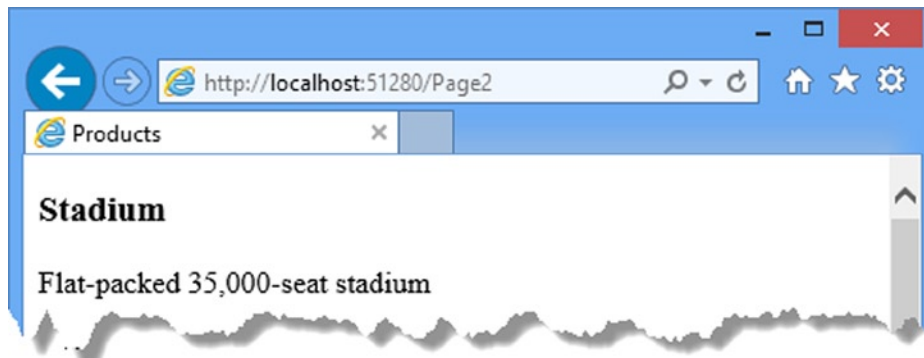 http://localhost:51280/Page2
Products
Stadium
Flat-packed 35,000-seat stadium